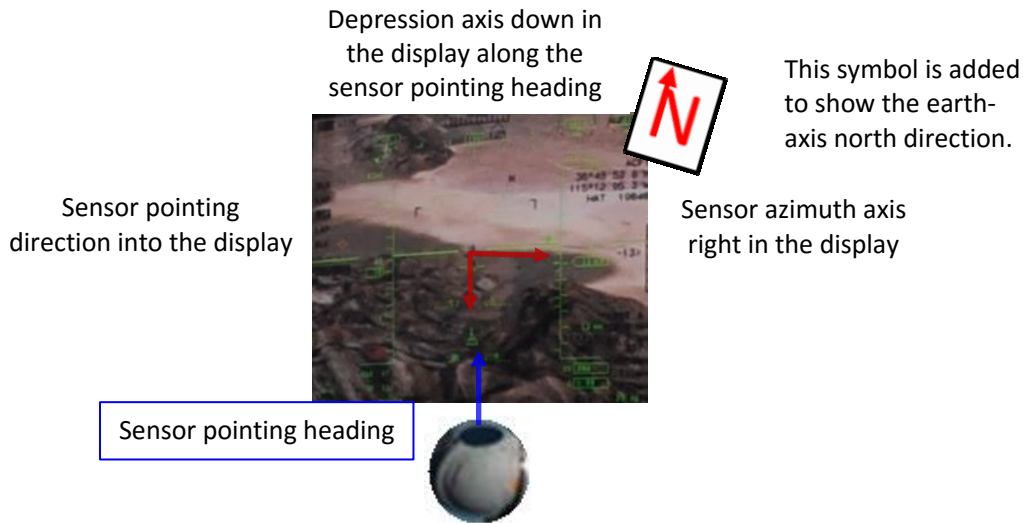 Depression axis down in
the display along the
sensor pointing heading
N
This symbol is added
to show the earth-
axis north direction.
Sensor pointing
direction into the display
Sensor azimuth axis
right in the display
Sensor pointing heading